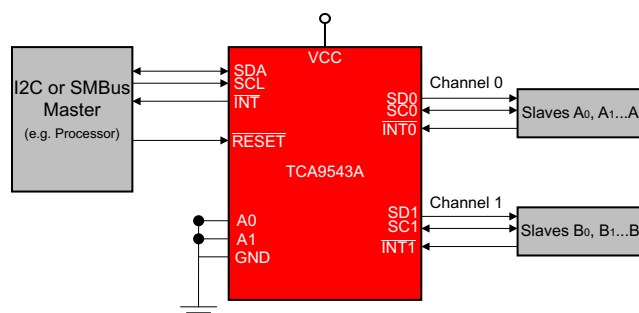 I2C or SMBus
Master
(e.g. Processor)
VCC
SDA
SCL
INT
RESET
TCA9543A
A0
A1
GND
SD0
SC0
INT0
SD1
SC1
INT1
Channel 0
Slaves A0, A1...A
Channel 1
Slaves B0, B1...B